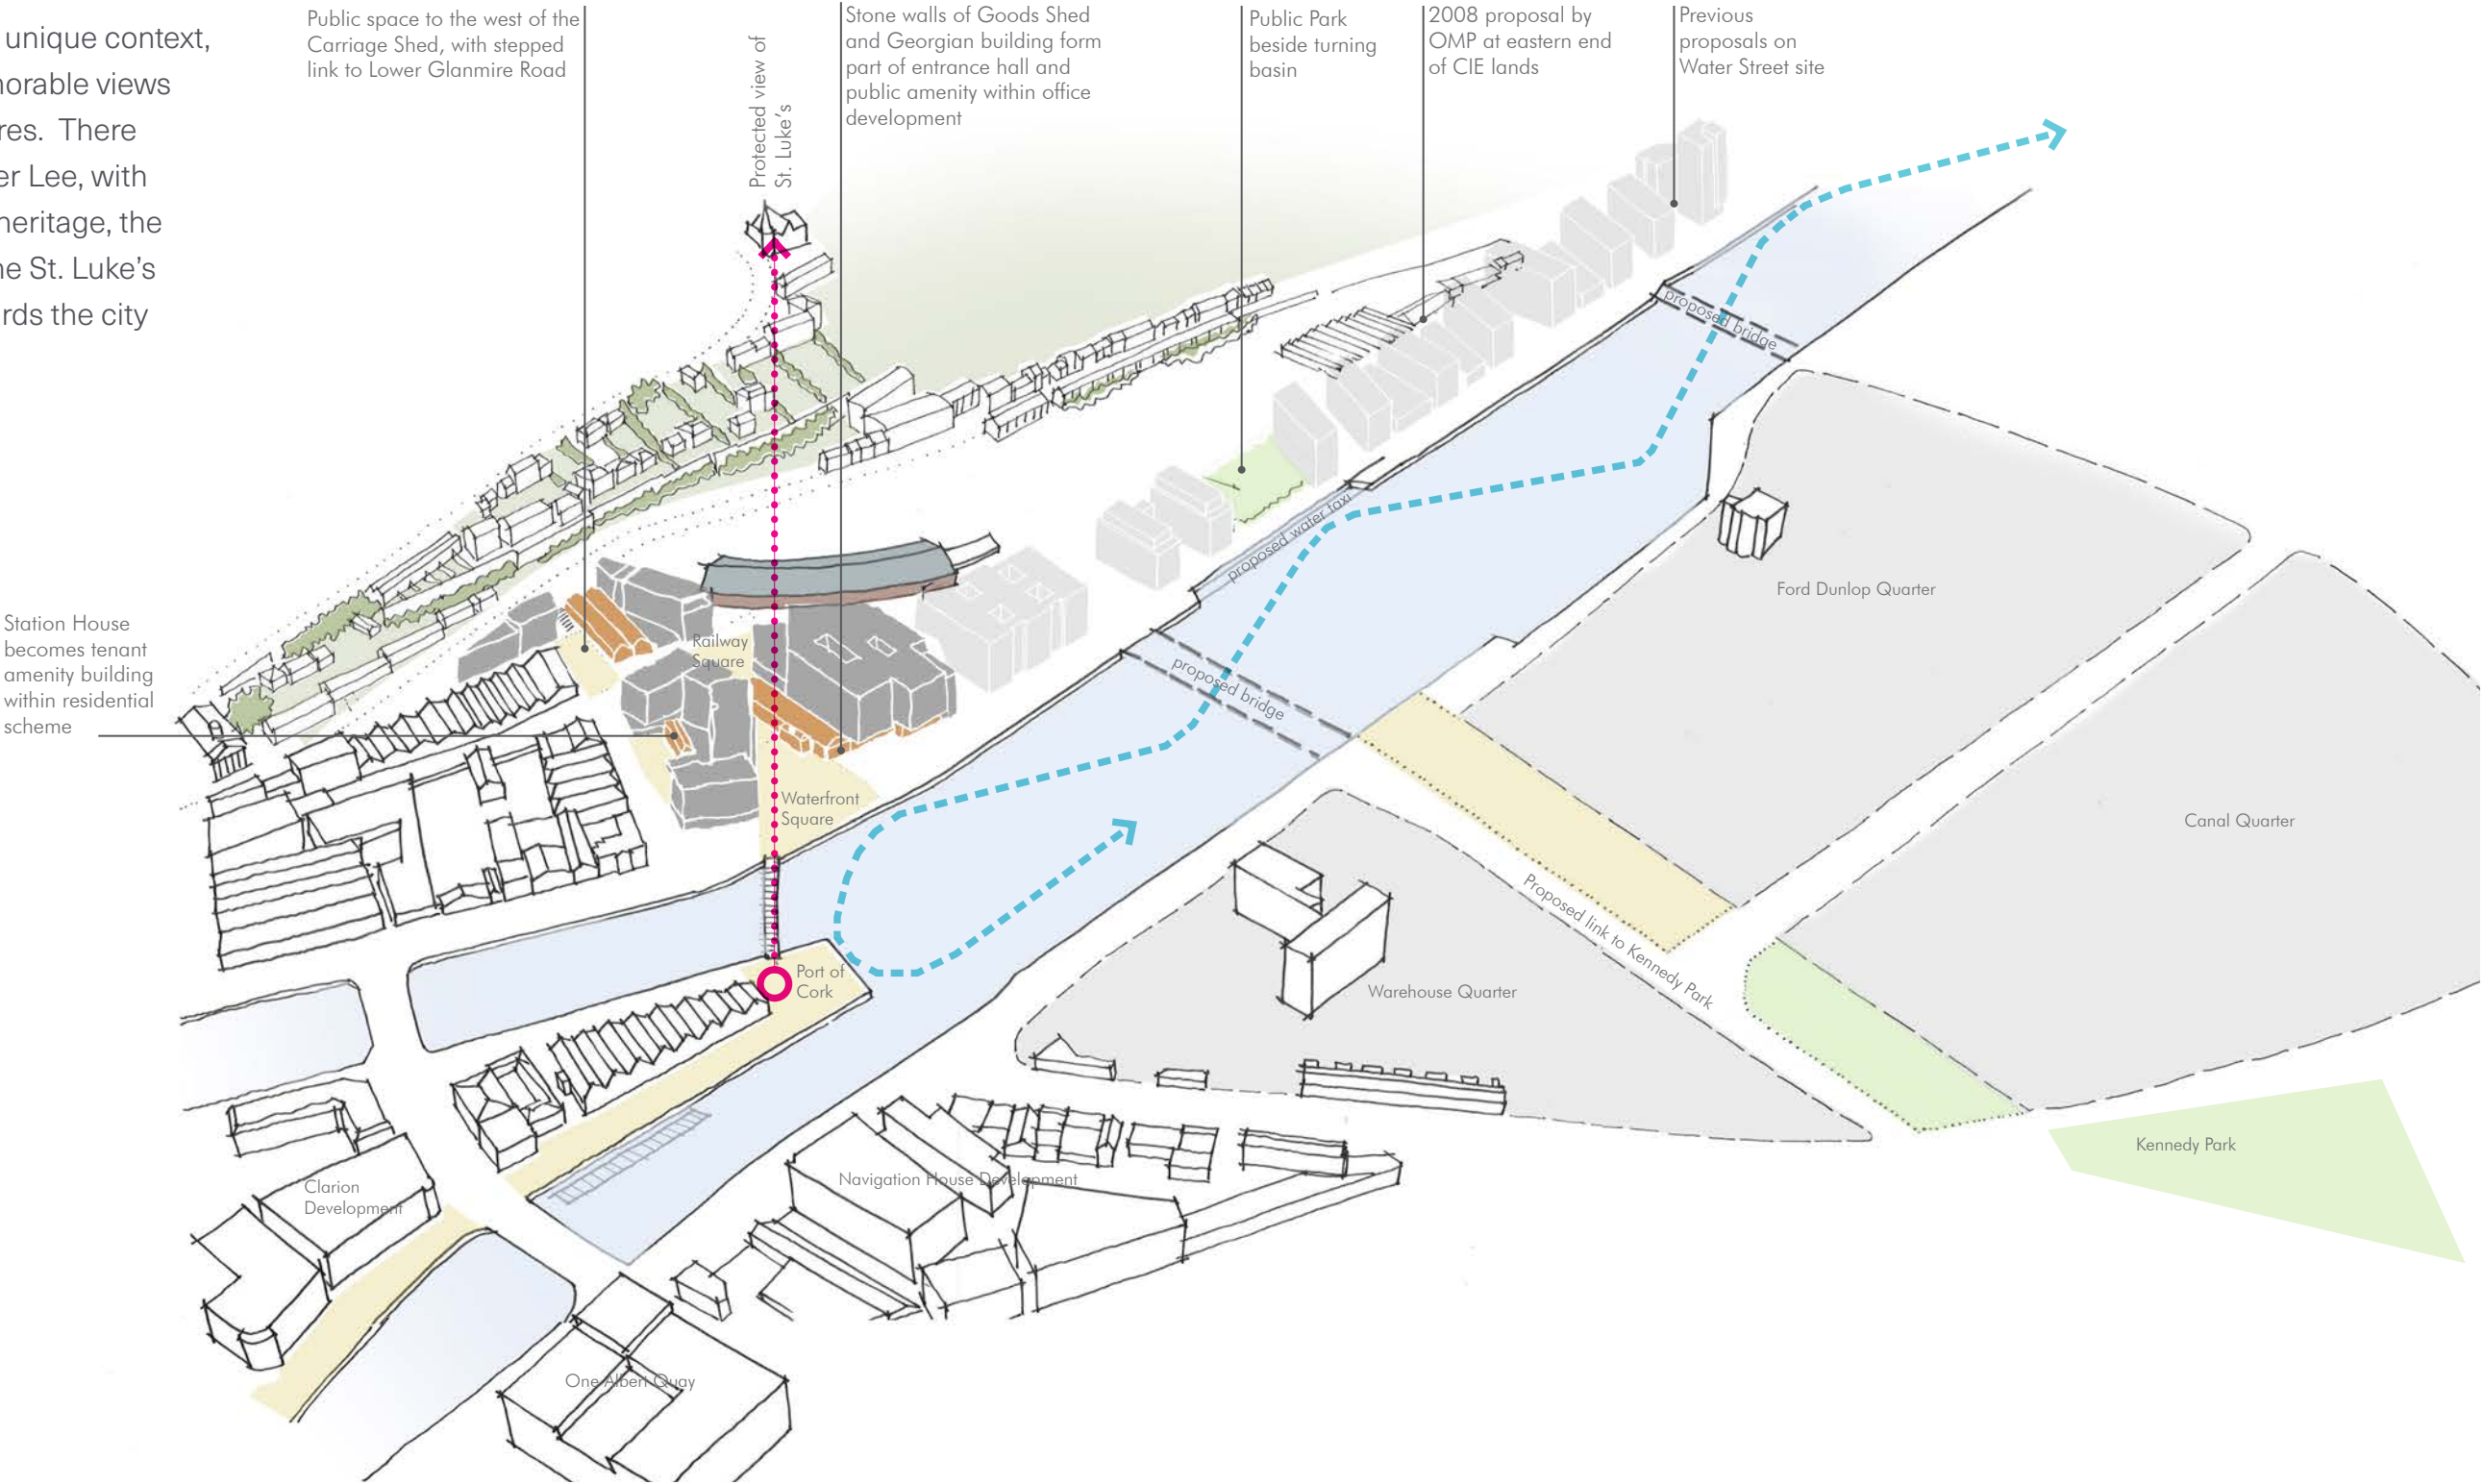 unique context,
norable views
res. There
er Lee, with
heritage, the
ne St. Luke's
rds the city
Public space to the west of the
Carriage Shed, with stepped
link to Lower Glanmire Road
Protected view of
St. Luke's
Stone walls of Goods Shed
and Georgian building form
part of entrance hall and
public amenity within office
development
Public Park
beside turning
basin
2008 proposal by
OMP at eastern end
of CIE lands
Previous
proposals on
Water Street site
proposed bridge
proposed water taxi
Ford Dunlop Quarter
Station House
becomes tenant
amenity building
within residential
scheme
Railway
Square
proposed bridge
Waterfront
Square
Canal Quarter
Proposed link to Kennedy Park
Port of
Cork
Warehouse Quarter
Kennedy Park
Clarion
Development
Navigation House Development
One Albert Quay